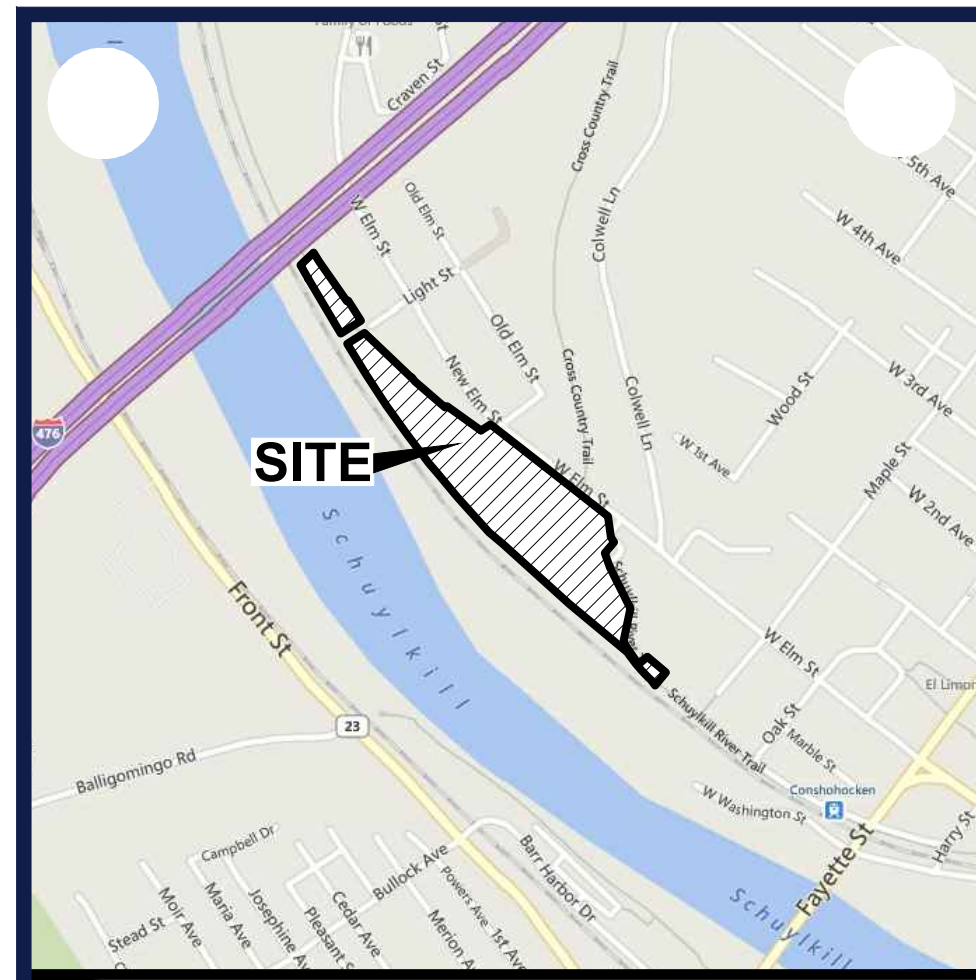 Craven St
Cross Country Trail
5th Ave
Old Elm St
W Elm St
Colwell Ln
W 4th Ave
Light St
Old Elm St
New Elm St
Cross Country Trail
Colwell Ln
W 3rd Ave
Wood St
476
W 1st Ave
SITE
W Elm St
Maple St
W 2nd Ave
Schuylkill
Front St
W Elm St
El Limon
Schuylkill River Trail
Oak St
23
Marble St
Balligomingo Rd
Conshohocken
W Washington St
Fayette St
Harry St
Campbell Dr
Bullock Ave
Barr Harbor Dr
Moir Ave
Maria Ave
Josephine Av
Pleasant S
Cedar Ave
Powers Ave
1st Ave
Merion A
Stead St
Schuylkill